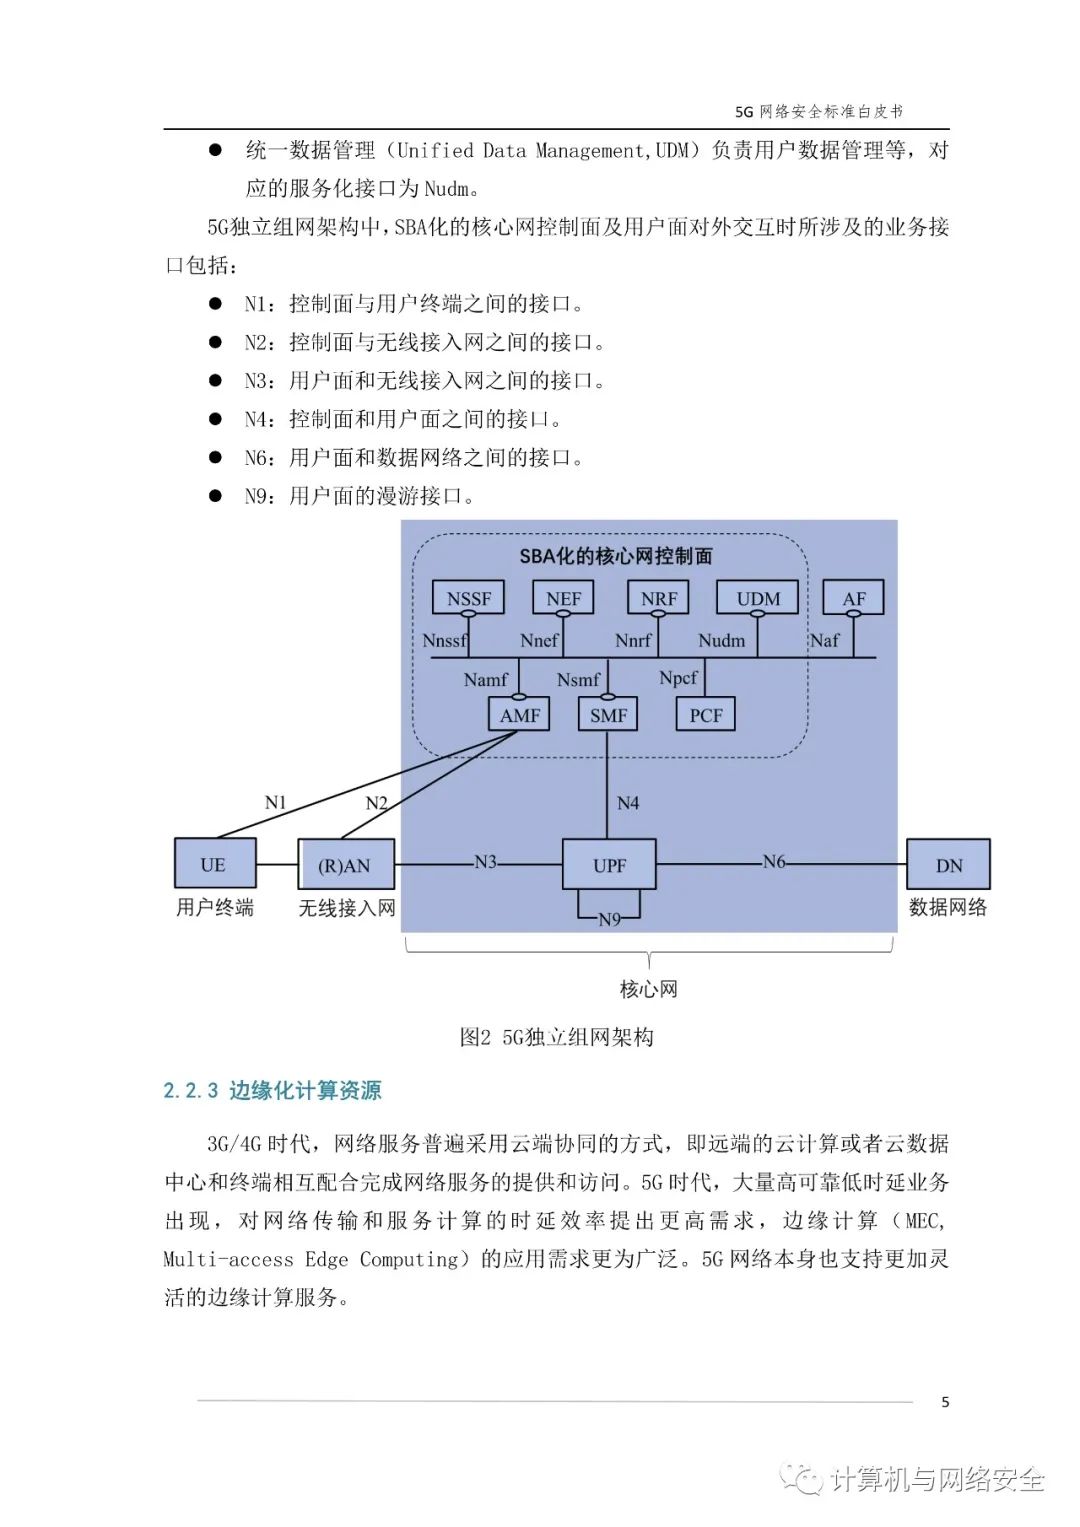 5G 网络安全标准白皮书
● 统一数据管理（Unified Data Management,UDM）负责用户数据管理等，对
应的服务化接口为 Nudm。
5G独立组网架构中，SBA化的核心网控制面及用户面对外交互时所涉及的业务接
口包括：
● N1：控制面与用户终端之间的接口。
● N2：控制面与无线接入网之间的接口。
● N3：用户面和无线接入网之间的接口。
● N4：控制面和用户面之间的接口。
● N6：用户面和数据网络之间的接口。
● N9：用户面的漫游接口。
SBA化的核心网控制面
NSSF NEF NRF UDM AF
Nnssf Nnef Nnrf Nudm Naf
Namf Nsmf Npcf
AMF SMF PCF
N1 N2 N4
UE (R)AN N3 UPF N6 DN
用户终端 无线接入网 N9 数据网络
核心网
图2 5G独立组网架构
2.2.3 边缘化计算资源
3G/4G 时代，网络服务普遍采用云端协同的方式，即远端的云计算或者云数据
中心和终端相互配合完成网络服务的提供和访问。5G 时代，大量高可靠低时延业务
出现，对网络传输和服务计算的时延效率提出更高需求，边缘计算（MEC,
Multi-access Edge Computing）的应用需求更为广泛。5G 网络本身也支持更加灵
活的边缘计算服务。
5
计算机与网络安全